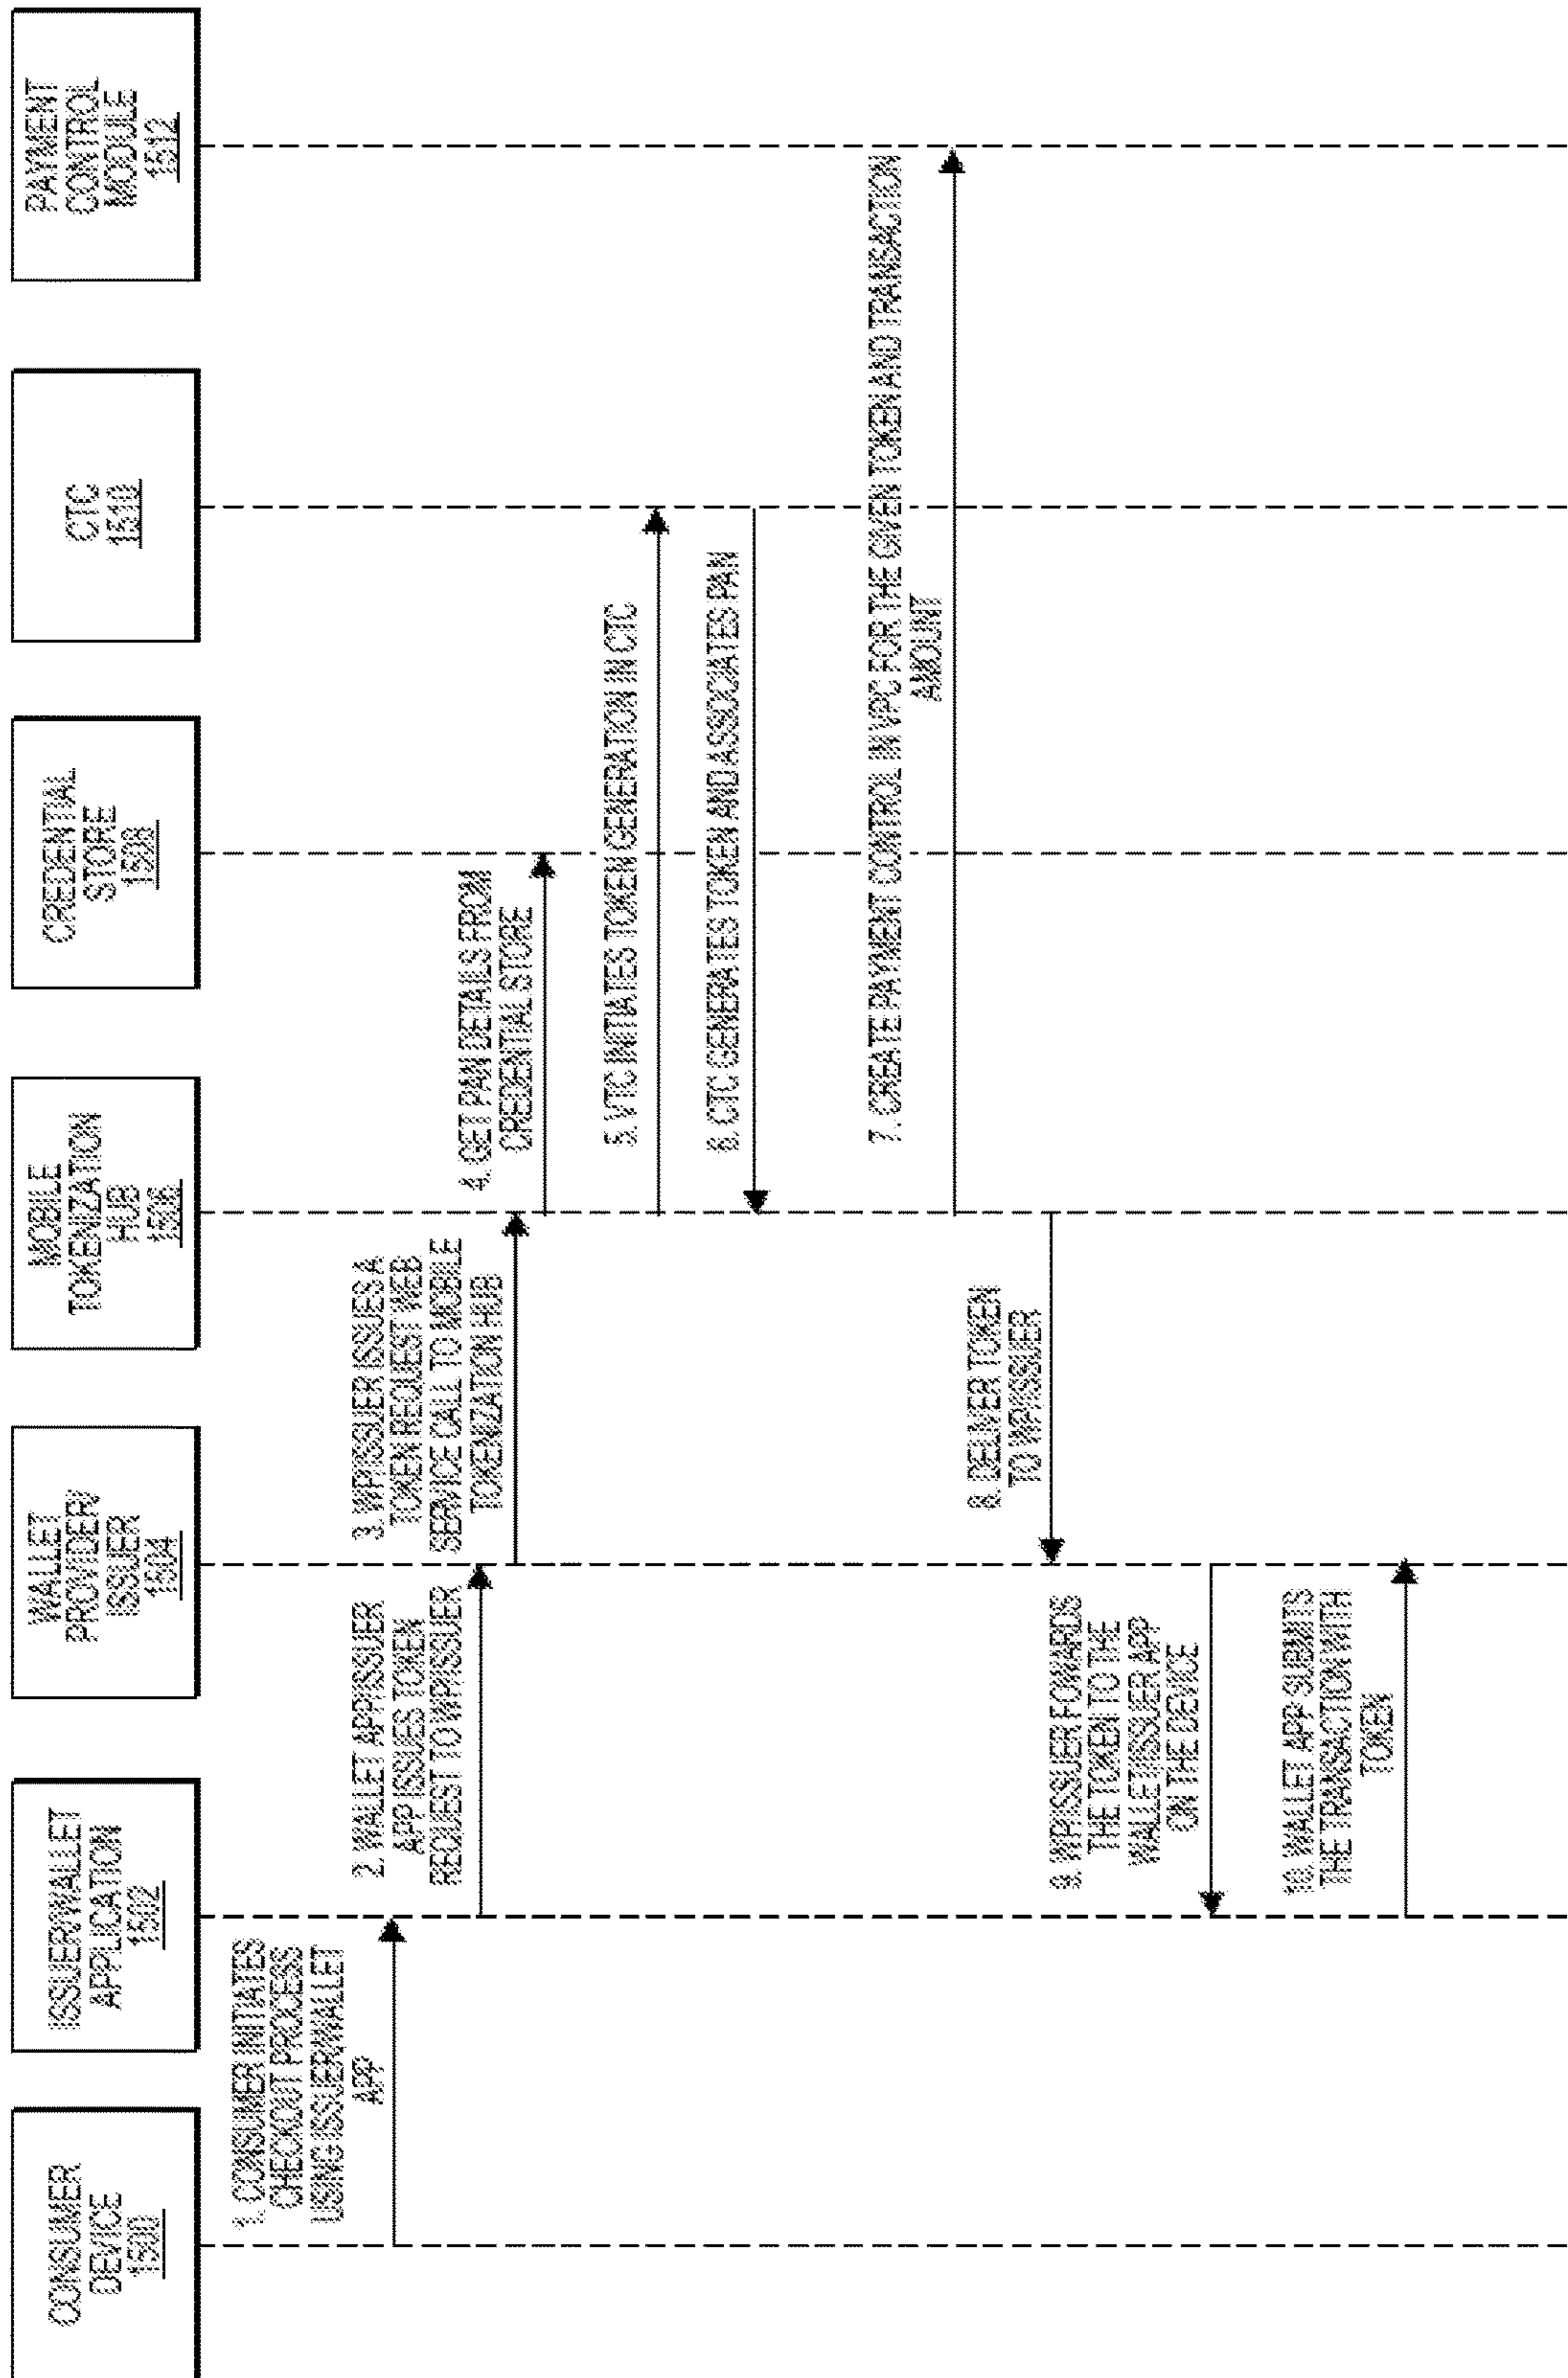 CONSUMER
DEVICE
1500
ISSUER/WALLET
APPLICATION
1502
WALLET
PROVIDER/
ISSUER
1504
MOBILE
TOKENIZATION
HUB
1506
CREDENTIAL
STORE
1508
CTC
1510
PAYMENT
CONTROL
MODULE
1512
1. CONSUMER INITIATES
CHECKOUT PROCESS
USING ISSUER/WALLET
APP
2. WALLET APP/ISSUER
APP ISSUES TOKEN
REQUEST TO WP/ISSUER
3. WP/ISSUER ISSUES A
TOKEN REQUEST WEB
SERVICE CALL TO MOBILE
TOKENIZATION HUB
4. GET PAN DETAILS FROM
CREDENTIAL STORE
5. VTC INITIATES TOKEN GENERATION IN CTC
6. CTC GENERATES TOKEN AND ASSOCIATES PAN
7. CREATE PAYMENT CONTROL IN VPC FOR THE GIVEN TOKEN AND TRANSACTION
AMOUNT
8. DELIVER TOKEN
TO WP/ISSUER
9. WP/ISSUER FOWARDS
THE TOKEN TO THE
WALLET/ISSUER APP
ON THE DEVICE
10. WALLET APP SUBMITS
THE TRANSACTION WITH
TOKEN